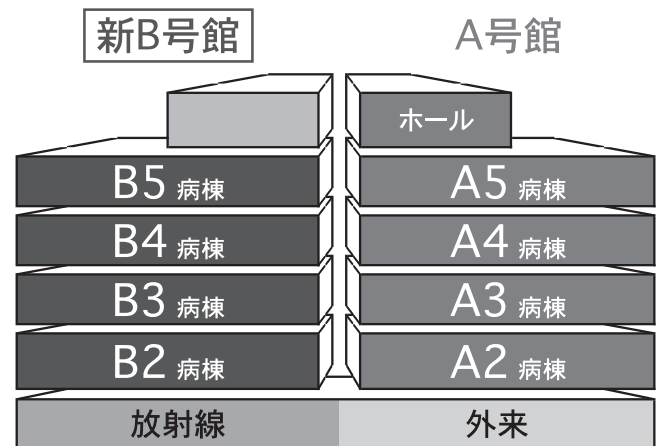 新B号館
A号館
ホール
B5 病棟
A5 病棟
B4 病棟
A4 病棟
B3 病棟
A3 病棟
B2 病棟
A2 病棟
放射線
外来